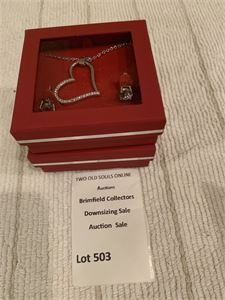 TWO OLD SOULS ONLINE
Auctions
Brimfield Collectors
Downsizing Sale
Auction Sale
Lot 503